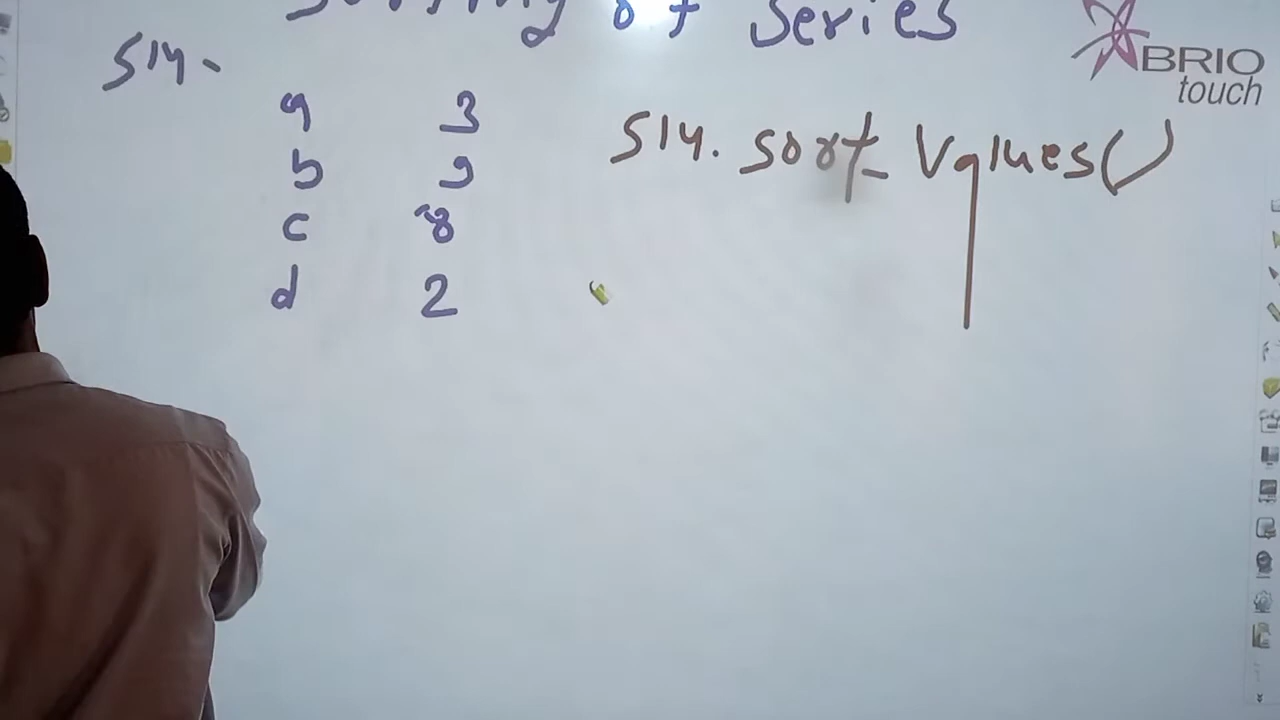 Sorting of Series
S14-
a 3
b 9
c 8
d 2
S14. sort_values()
BRIO
touch